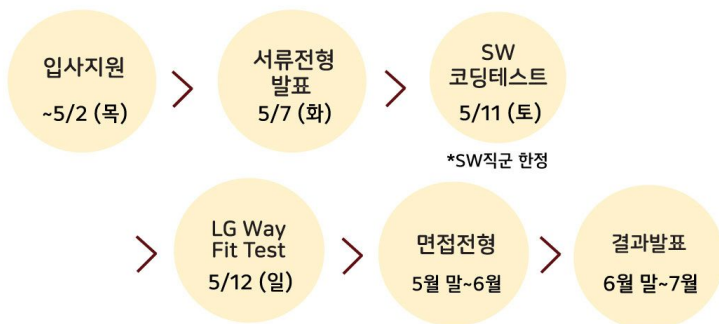 입사지원
~5/2 (목)
서류전형
발표
5/7 (화)
SW
코딩테스트
5/11 (토)
*SW직군 한정
LG Way
Fit Test
5/12 (일)
면접전형
5월 말~6월
결과발표
6월 말~7월